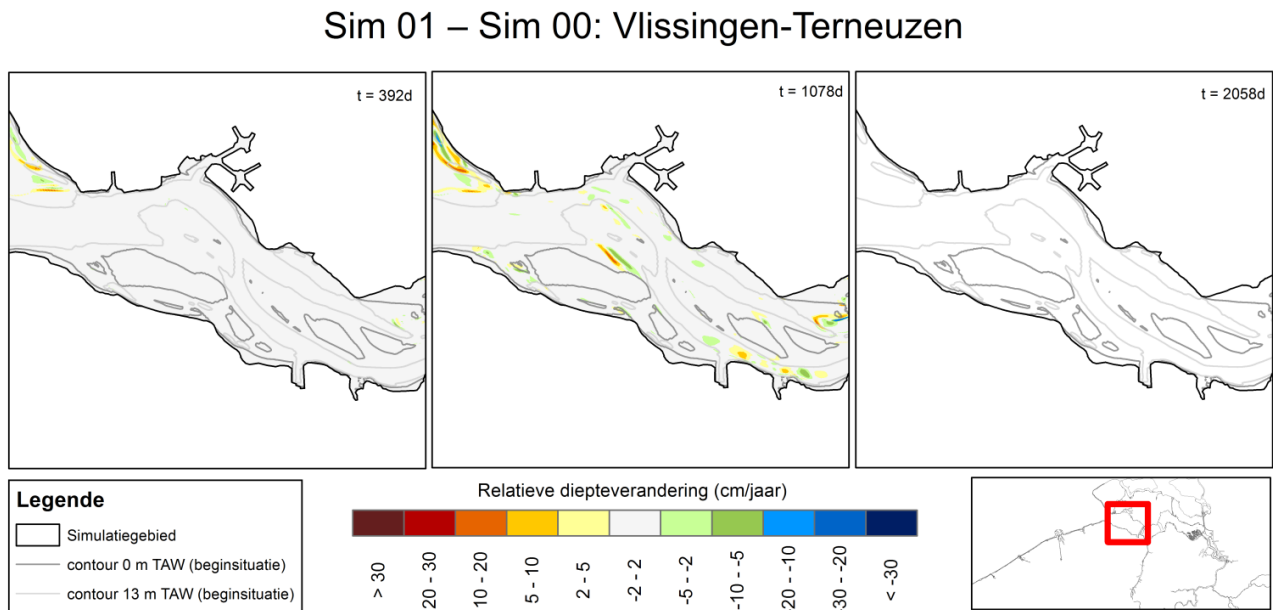 Sim 01 – Sim 00: Vlissingen-Terneuzen
t = 392d
t = 1078d
t = 2058d
Legende
Simulatiegebied
contour 0 m TAW (beginsituatie)
contour 13 m TAW (beginsituatie)
Relatieve diepteverandering (cm/jaar)
> 30
20 - 30
10 - 20
5 - 10
2 - 5
-2 - 2
-5 - -2
-10 - -5
-20 - -10
-30 - -20
< -30